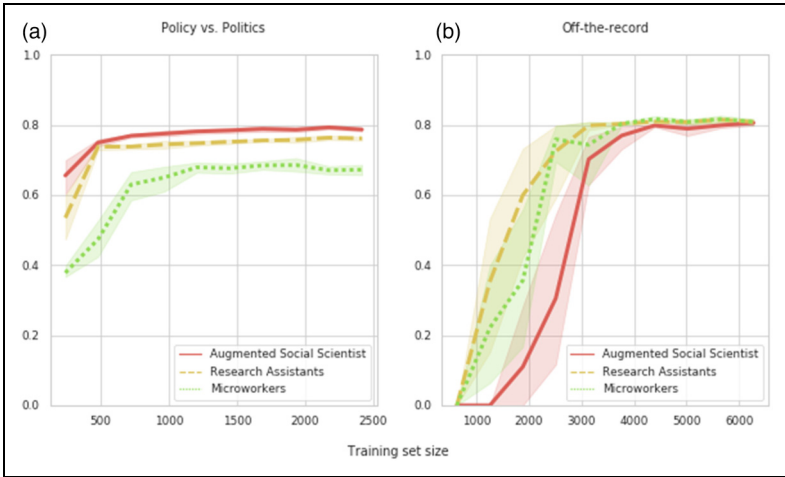 (a) Policy vs. Politics
(b) Off-the-record
1.0
0.8
0.6
0.4
0.2
0.0
500 1000 1500 2000 2500
Augmented Social Scientist
Research Assistants
Microworkers
1.0
0.8
0.6
0.4
0.2
0.0
1000 2000 3000 4000 5000 6000
Augmented Social Scientist
Research Assistants
Microworkers
Training set size